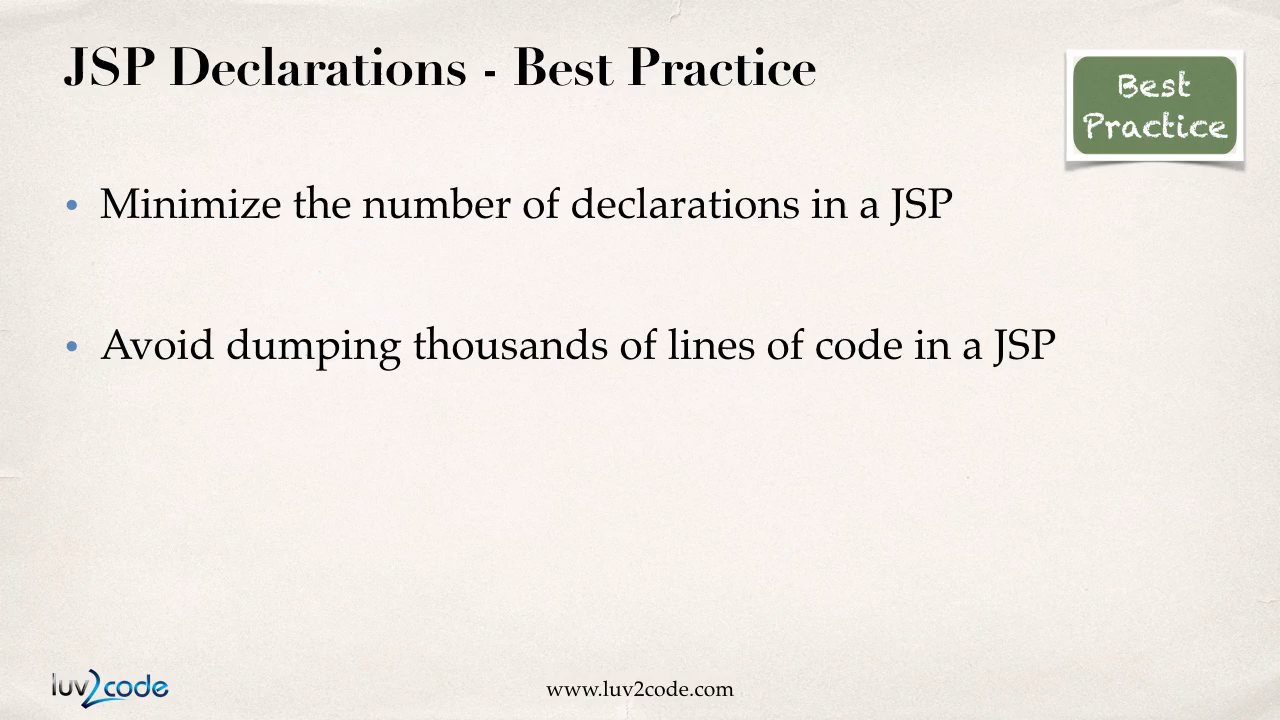 JSP Declarations - Best Practice
Best
Practice
• Minimize the number of declarations in a JSP
• Avoid dumping thousands of lines of code in a JSP
luv2code
www.luv2code.com